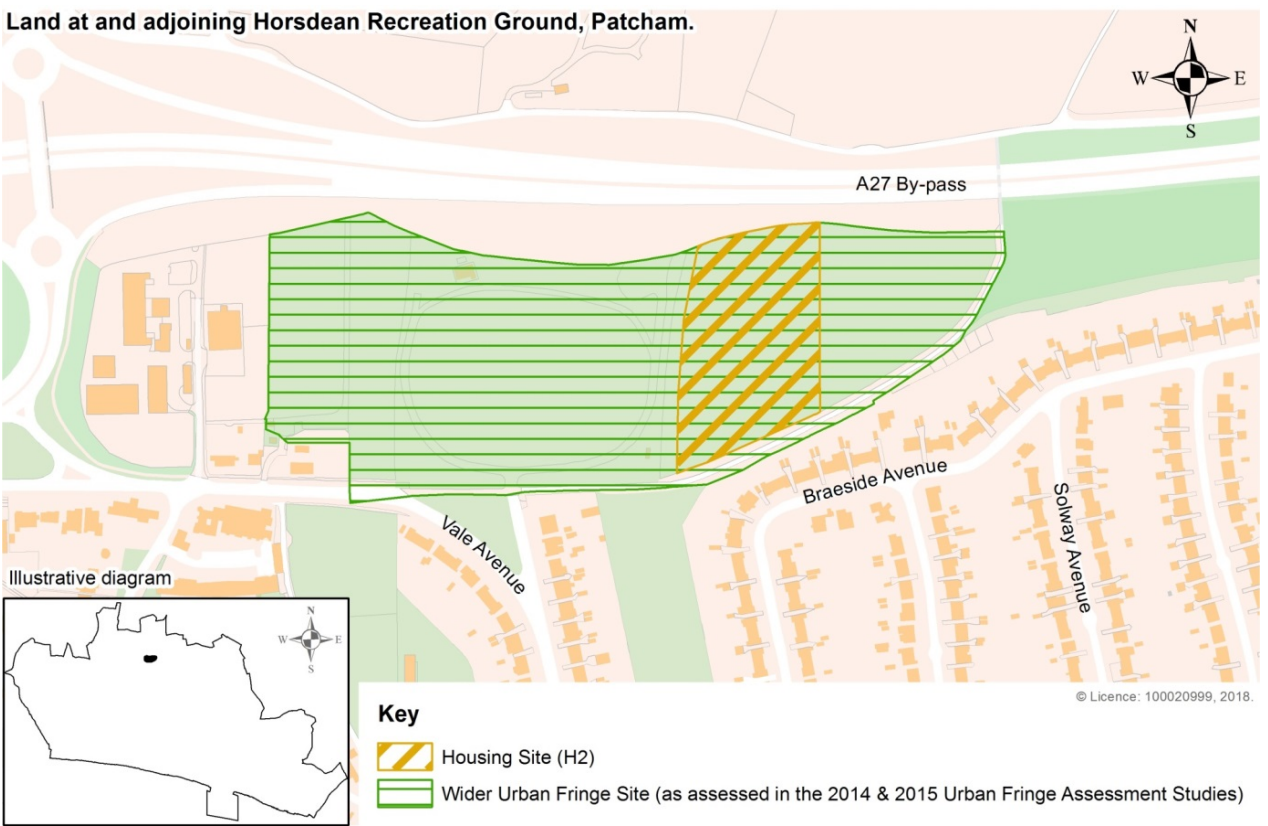 Land at and adjoining Horsdean Recreation Ground, Patcham.
N
W E
S
A27 By-pass
Braeside Avenue
Solway Avenue
Vale Avenue
Illustrative diagram
N
W E
S
© Licence: 100020999, 2018.
Key
Housing Site (H2)
Wider Urban Fringe Site (as assessed in the 2014 & 2015 Urban Fringe Assessment Studies)